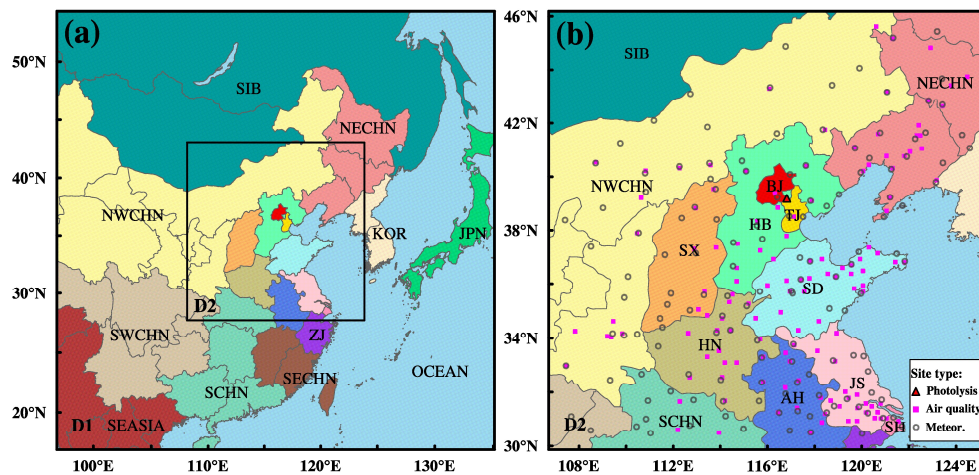 (a)
50°N
40°N
30°N
20°N
SIB
NECHN
NWCHN
KOR
JPN
D2
SWCHN
ZJ
SECHN
OCEAN
SCHN
D1
SEASIA
100°E
110°E
120°E
130°E
(b)
46°N
42°N
38°N
34°N
30°N
SIB
NECHN
NWCHN
BJ
TJ
HB
SX
SD
HN
AH
JS
SCHN
SH
D2
Site type:
Photolysis
Air quality
Meteor.
108°E
112°E
116°E
120°E
124°E